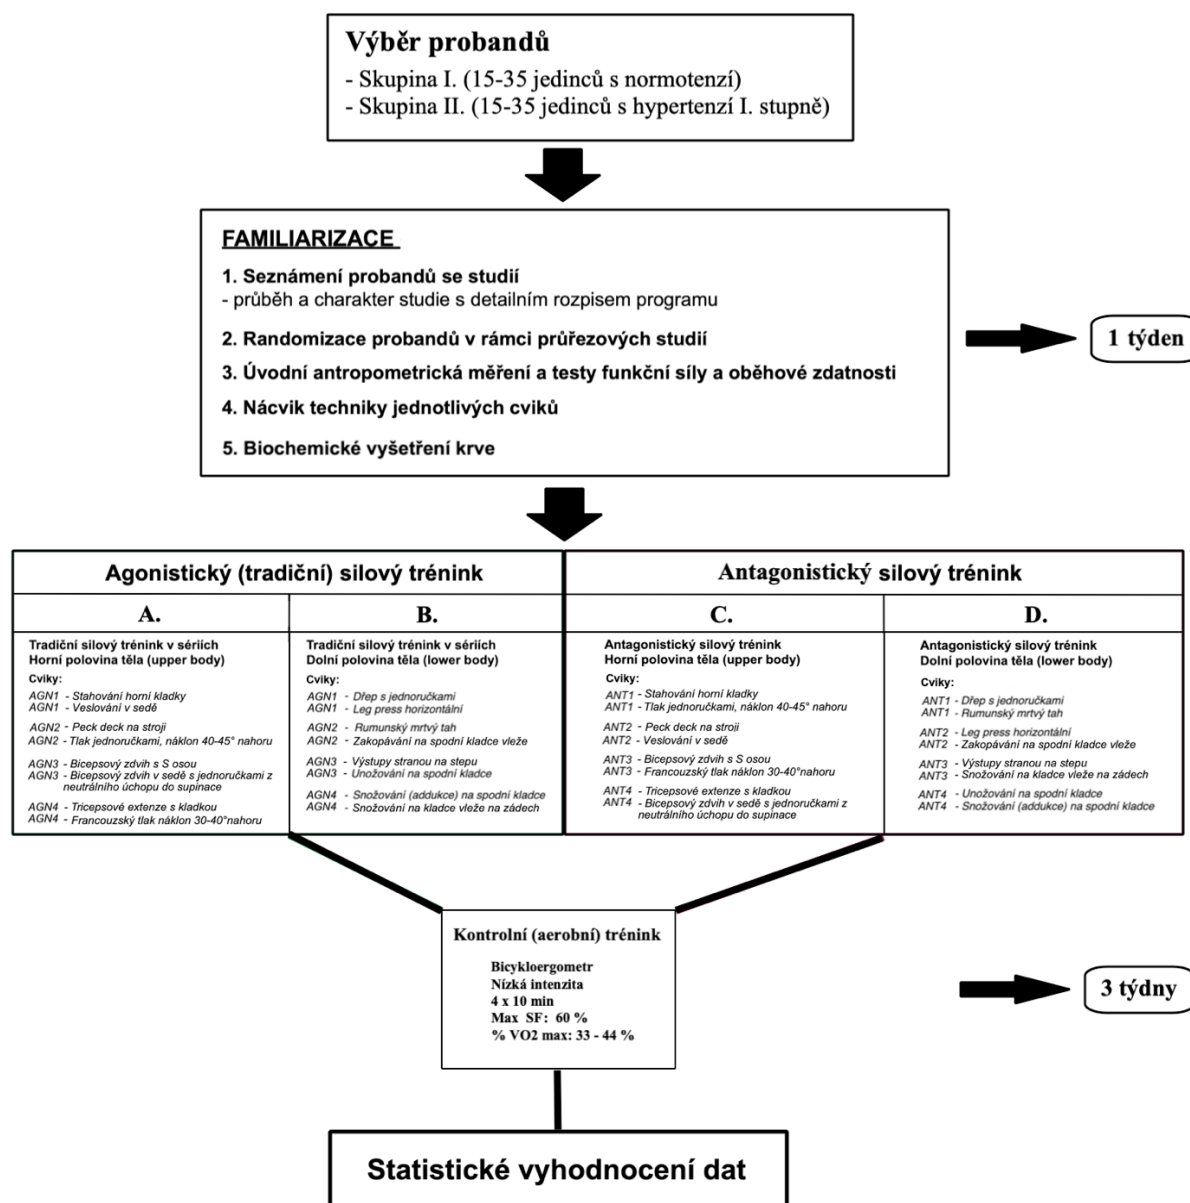 Výběr probandů
- Skupina I. (15-35 jedinců s normotenzí)
- Skupina II. (15-35 jedinců s hypertenzí I. stupně)
FAMILIARIZACE
1. Seznámení probandů se studií
- průběh a charakter studie s detailním rozpisem programu
2. Randomizace probandů v rámci průřezových studií
3. Úvodní antropometrická měření a testy funkční síly a oběhové zdatnosti
4. Nácvik techniky jednotlivých cviků
5. Biochemické vyšetření krve
1 týden
Agonistický (tradiční) silový trénink
Antagonistický silový trénink
A.
Tradiční silový trénink v sériích
Horní polovina těla (upper body)
Cviky:
AGN1 - Stahování horní kladky
AGN1 - Veslování v sedě
AGN2 - Peck deck na stroji
AGN2 - Tlak jednoručkami, náklon 40-45° nahoru
AGN3 - Bicepsový zdvih s S osou
AGN3 - Bicepsový zdvih v sedě s jednoručkami z
neutrálního úchopu do supinace
AGN4 - Tricepsové extenze s kladkou
AGN4 - Francouzský tlak náklon 30-40°nahoru
B.
Tradiční silový trénink v sériích
Dolní polovina těla (lower body)
Cviky:
AGN1 - Dřep s jednoručkami
AGN1 - Leg press horizontální
AGN2 - Rumunský mrtvý tah
AGN2 - Zakopávání na spodní kladce vleže
AGN3 - Výstupy stranou na stepu
AGN3 - Unožování na spodní kladce
AGN4 - Snožování (addukce) na spodní kladce
AGN4 - Snožování na kladce vleže na zádech
C.
Antagonistický silový trénink
Horní polovina těla (upper body)
Cviky:
ANT1 - Stahování horní kladky
ANT1 - Tlak jednoručkami, náklon 40-45° nahoru
ANT2 - Peck deck na stroji
ANT2 - Veslování v sedě
ANT3 - Bicepsový zdvih s S osou
ANT3 - Francouzský tlak náklon 30-40°nahoru
ANT4 - Tricepsové extenze s kladkou
ANT4 - Bicepsový zdvih v sedě s jednoručkami z
neutrálního úchopu do supinace
D.
Antagonistický silový trénink
Dolní polovina těla (lower body)
Cviky:
ANT1 - Dřep s jednoručkami
ANT1 - Rumunský mrtvý tah
ANT2 - Leg press horizontální
ANT2 - Zakopávání na spodní kladce vleže
ANT3 - Výstupy stranou na stepu
ANT3 - Snožování na kladce vleže na zádech
ANT4 - Unožování na spodní kladce
ANT4 - Snožování (addukce) na spodní kladce
Kontrolní (aerobní) trénink
Bicykloergometr
Nízká intenzita
4 x 10 min
Max SF: 60 %
% VO2 max: 33 - 44 %
3 týdny
Statistické vyhodnocení dat